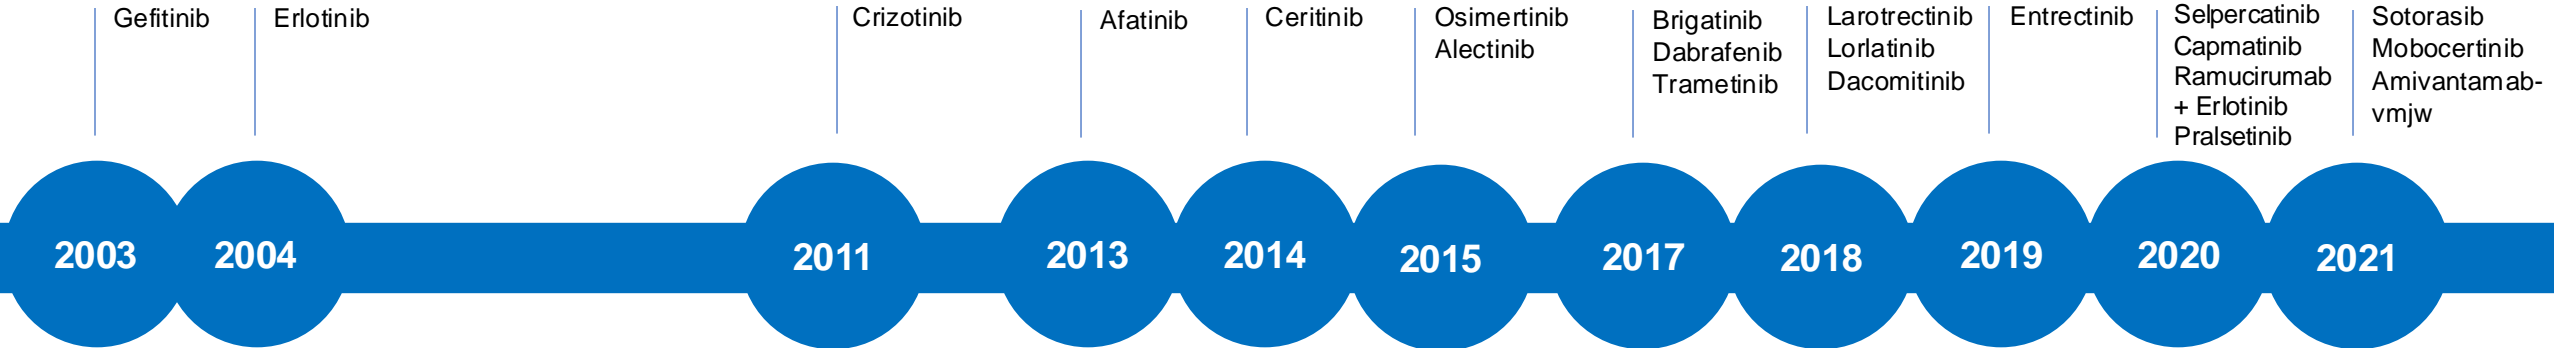 Gefitinib
Erlotinib
Crizotinib
Afatinib
Ceritinib
Osimertinib
Alectinib
Brigatinib
Dabrafenib
Trametinib
Larotrectinib
Lorlatinib
Dacomitinib
Entrectinib
Selpercatinib
Capmatinib
Ramucirumab
+ Erlotinib
Pralsetinib
Sotorasib
Mobocertinib
Amivantamab-
vmjw
2003
2004
2011
2013
2014
2015
2017
2018
2019
2020
2021